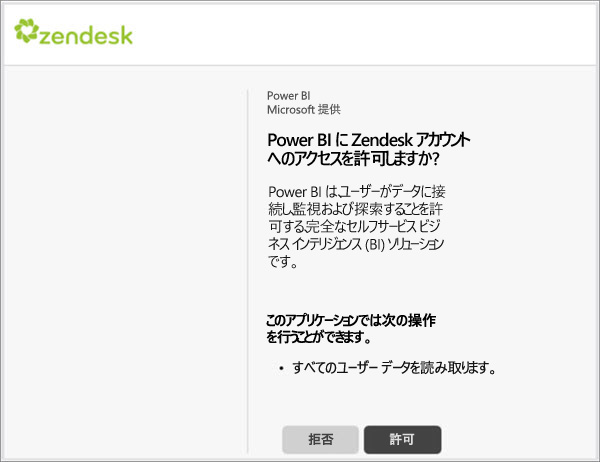 zendesk
Power BI
Microsoft 提供
Power BI に Zendesk アカウント
へのアクセスを許可しますか?
Power BI はユーザーがデータに接
続し監視および探索することを許
可する完全なセルフサービス ビジ
ネス インテリジェンス (BI) ソリューション
です。
このアプリケーションでは次の操作
を行うことができます。
• すべてのユーザー データを読み取ります。
拒否 許可